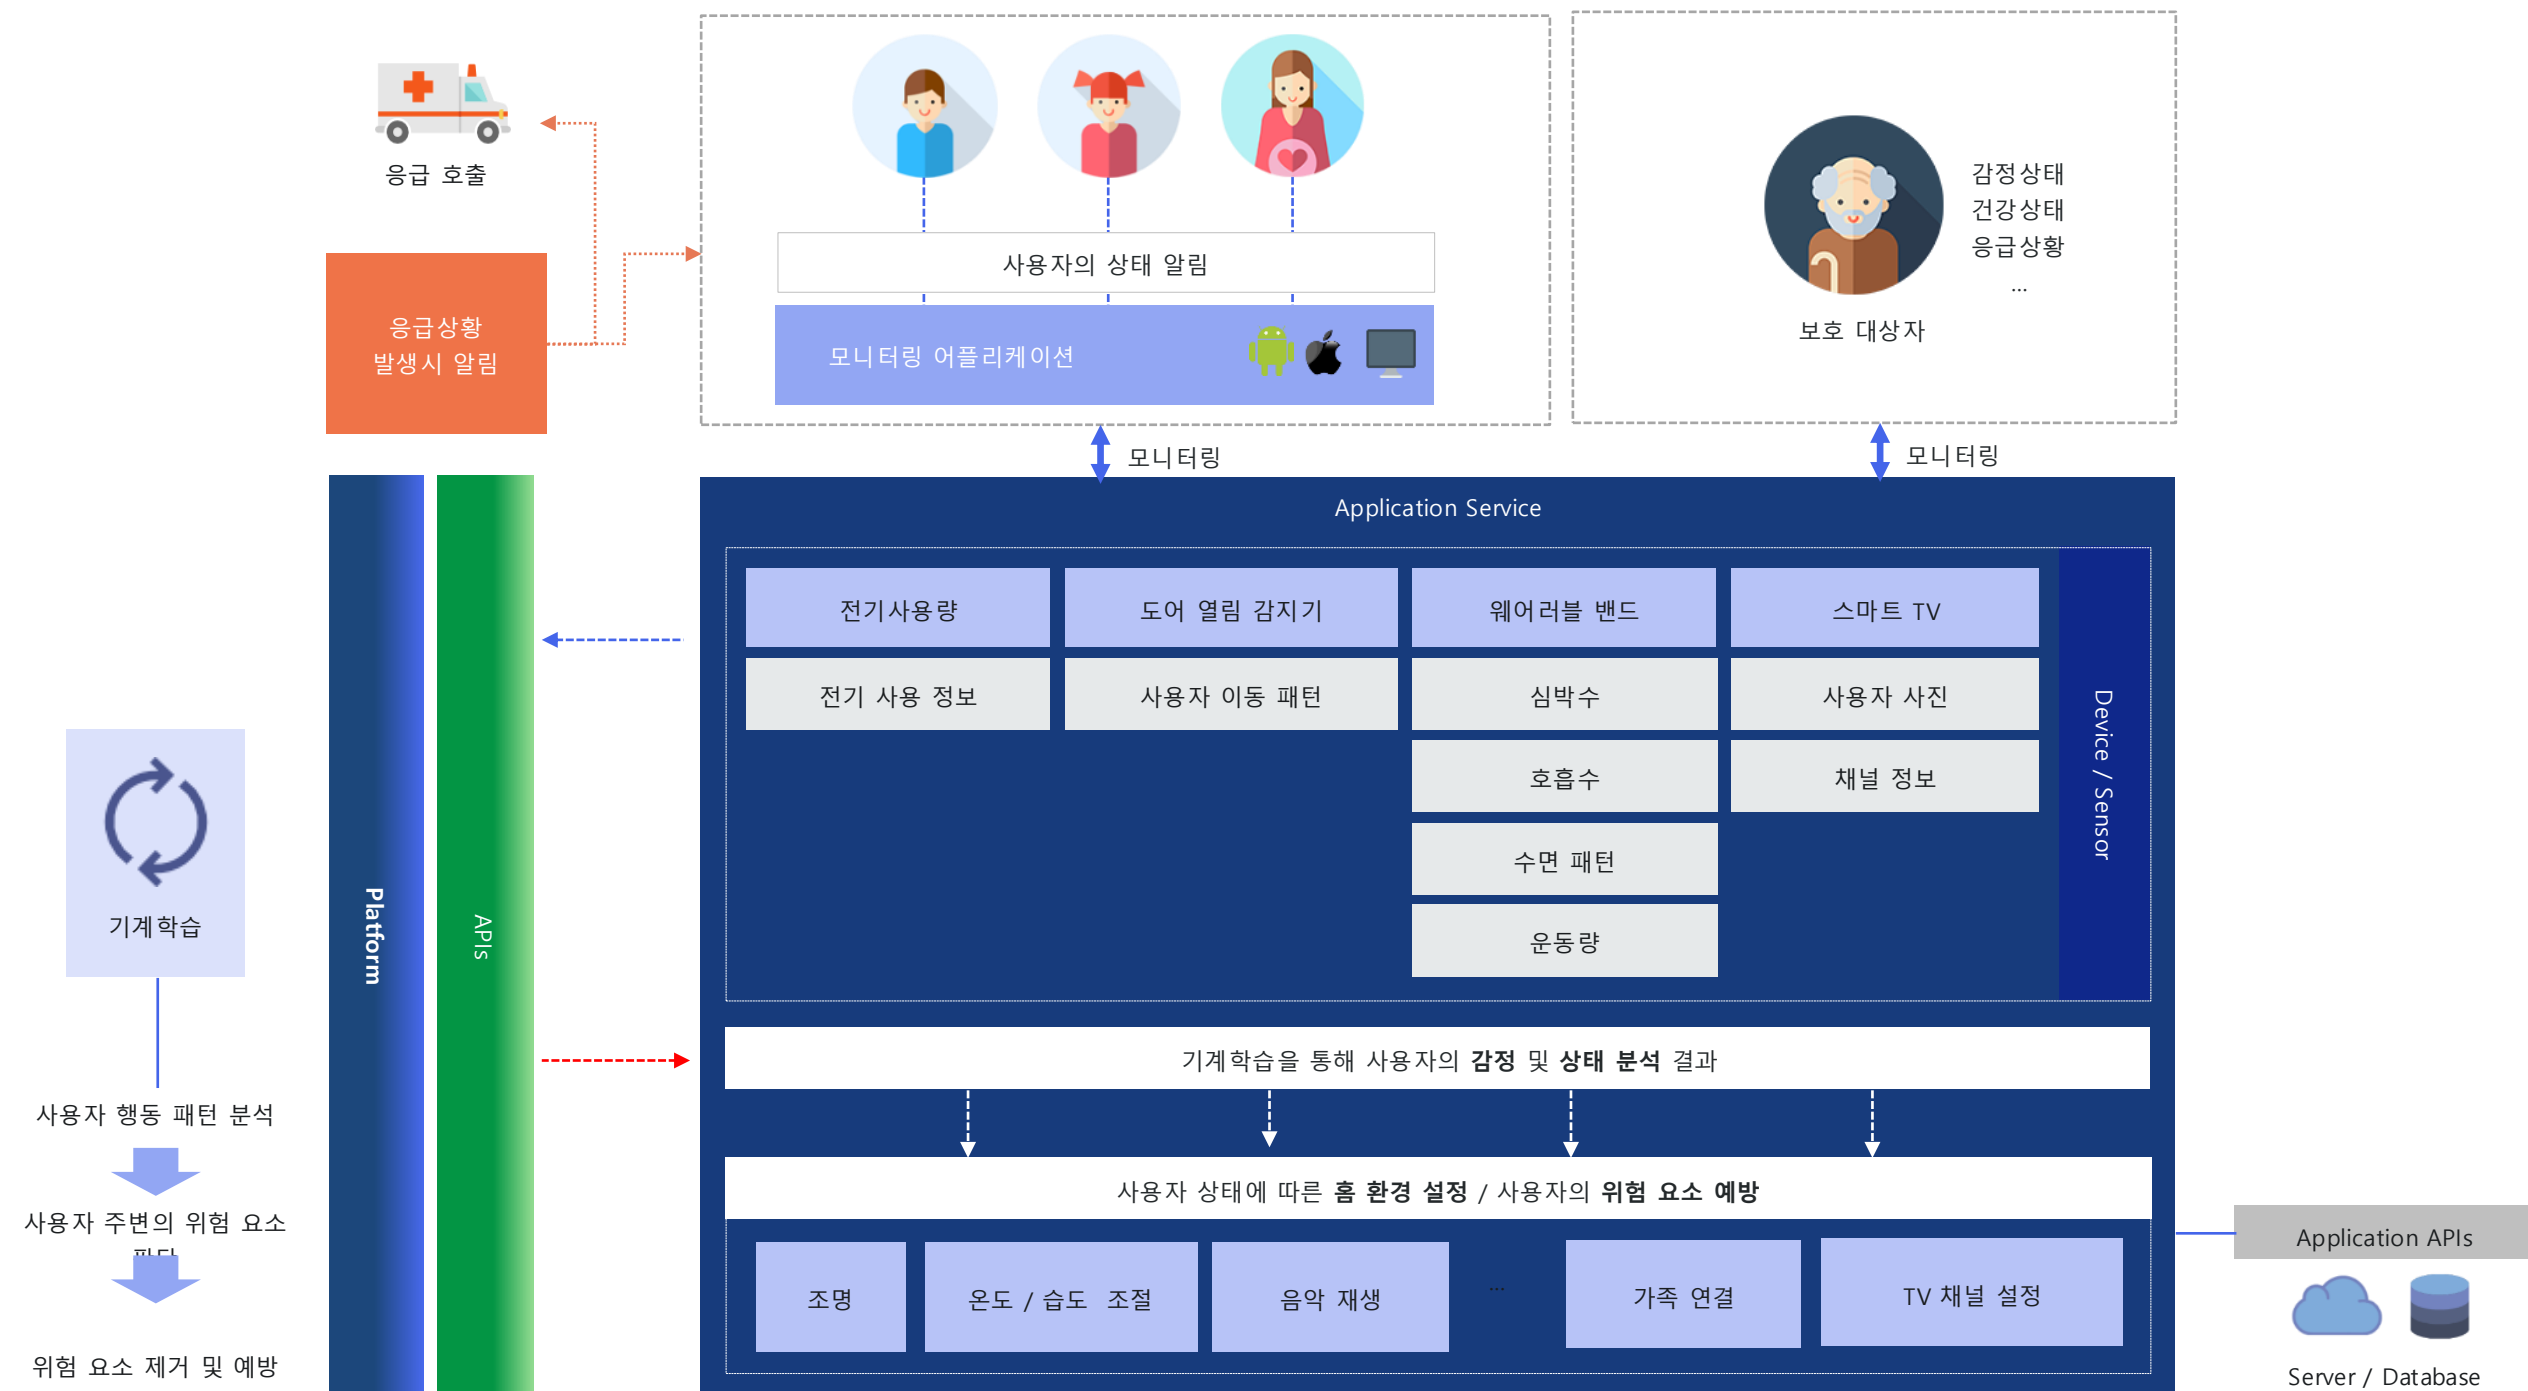 응급 호출
응급상황
발생시 알림
사용자의 상태 알림
모니터링 어플리케이션
감정상태
건강상태
응급상황
...
보호 대상자
모니터링
모니터링
Platform
APIs
Application Service
전기사용량
도어 열림 감지기
웨어러블 밴드
스마트 TV
전기 사용 정보
사용자 이동 패턴
심박수
사용자 사진
호흡수
채널 정보
수면 패턴
운동량
Device / Sensor
기계학습
사용자 행동 패턴 분석
사용자 주변의 위험 요소
위험 요소 제거 및 예방
기계학습을 통해 사용자의 감정 및 상태 분석 결과
사용자 상태에 따른 홈 환경 설정 / 사용자의 위험 요소 예방
조명
온도 / 습도 조절
음악 재생
...
가족 연결
TV 채널 설정
Application APIs
Server / Database